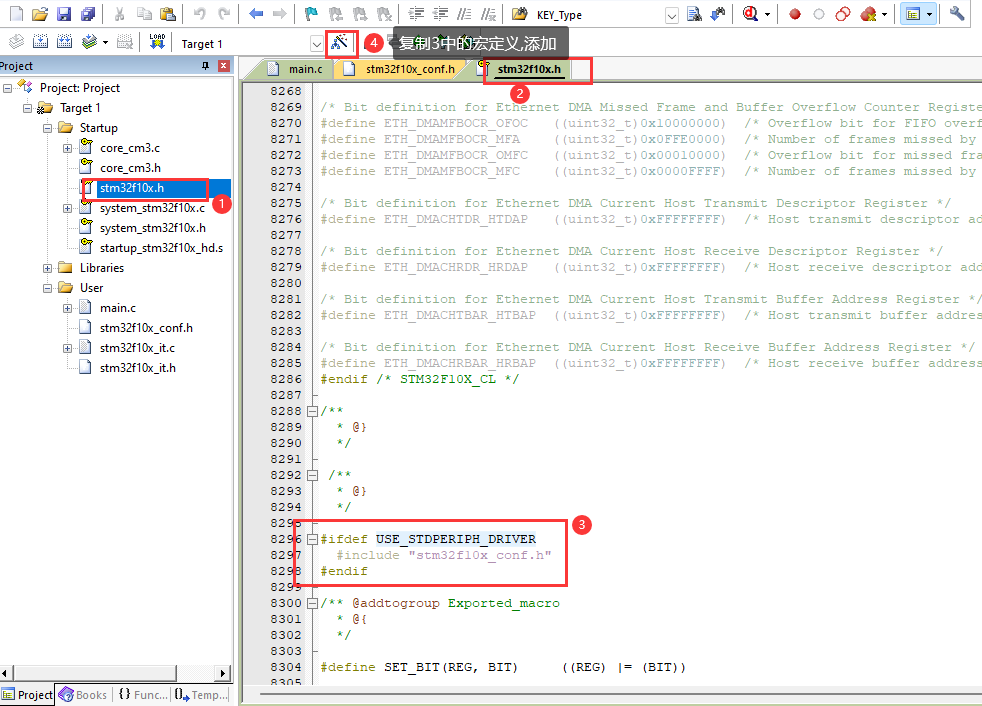 KEY_Type
LOAD
Target 1
4
复制3中的宏定义,添加
Project
main.c
stm32f10x_conf.h
stm32f10x.h
2
Project: Project
Target 1
Startup
core_cm3.c
core_cm3.h
stm32f10x.h
1
system_stm32f10x.c
system_stm32f10x.h
startup_stm32f10x_hd.s
Libraries
User
main.c
stm32f10x_conf.h
stm32f10x_it.c
stm32f10x_it.h
Project
Books
{} Func...
Temp...
8268
8269 /* Bit definition for Ethernet DMA Missed Frame and Buffer Overflow Counter Registe
8270 #define ETH_DMAMFBOCR_OFOC ((uint32_t)0x10000000) /* Overflow bit for FIFO overf
8271 #define ETH_DMAMFBOCR_MFA ((uint32_t)0x0FFE0000) /* Number of frames missed by
8272 #define ETH_DMAMFBOCR_OMFC ((uint32_t)0x00010000) /* Overflow bit for missed fra
8273 #define ETH_DMAMFBOCR_MFC ((uint32_t)0x0000FFFF) /* Number of frames missed by
8274
8275 /* Bit definition for Ethernet DMA Current Host Transmit Descriptor Register */
8276 #define ETH_DMACHTDR_HTDAP ((uint32_t)0xFFFFFFFF) /* Host transmit descriptor ad
8277
8278 /* Bit definition for Ethernet DMA Current Host Receive Descriptor Register */
8279 #define ETH_DMACHRDR_HRDAP ((uint32_t)0xFFFFFFFF) /* Host receive descriptor add
8280
8281 /* Bit definition for Ethernet DMA Current Host Transmit Buffer Address Register */
8282 #define ETH_DMACHTBAR_HTBAP ((uint32_t)0xFFFFFFFF) /* Host transmit buffer addres
8283
8284 /* Bit definition for Ethernet DMA Current Host Receive Buffer Address Register */
8285 #define ETH_DMACHRBAR_HRBAP ((uint32_t)0xFFFFFFFF) /* Host receive buffer address
8286 #endif /* STM32F10X_CL */
8287
8288 /**
8289 * @}
8290 */
8291
8292 /**
8293 * @}
8294 */
8295
3
8296 #ifdef USE_STDPERIPH_DRIVER
8297 #include "stm32f10x_conf.h"
8298 #endif
8299
8300 /** @addtogroup Exported_macro
8301 * @{
8302 */
8303
8304 #define SET_BIT(REG, BIT) ((REG) |= (BIT))
8305